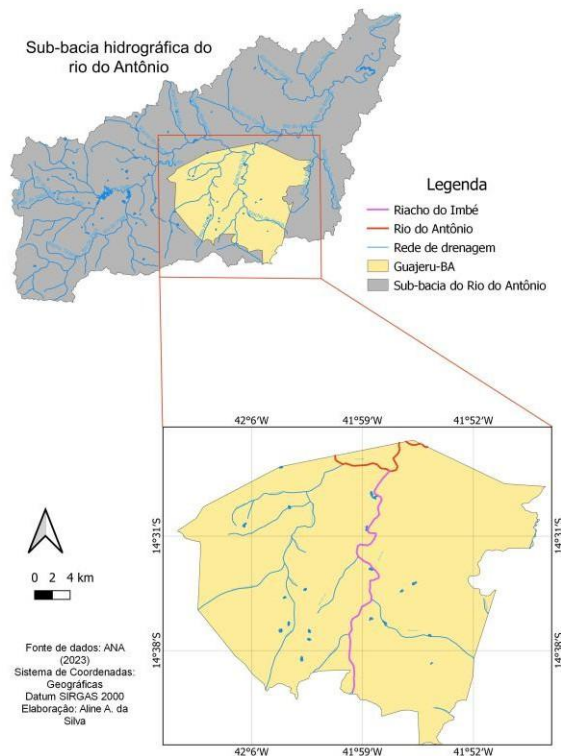 Sub-bacia hidrográfica do
rio do Antônio
Legenda
Riacho do Imbé
Rio do Antônio
Rede de drenagem
Guajeru-BA
Sub-bacia do Rio do Antônio
42°6'W 41°59'W 41°52'W
14°31'S 14°31'S
14°38'S 14°38'S
0 2 4 km
Fonte de dados: ANA
(2023)
Sistema de Coordenadas:
Geográficas
Datum SIRGAS 2000
Elaboração: Aline A. da
Silva
42°6'W 41°59'W 41°52'W